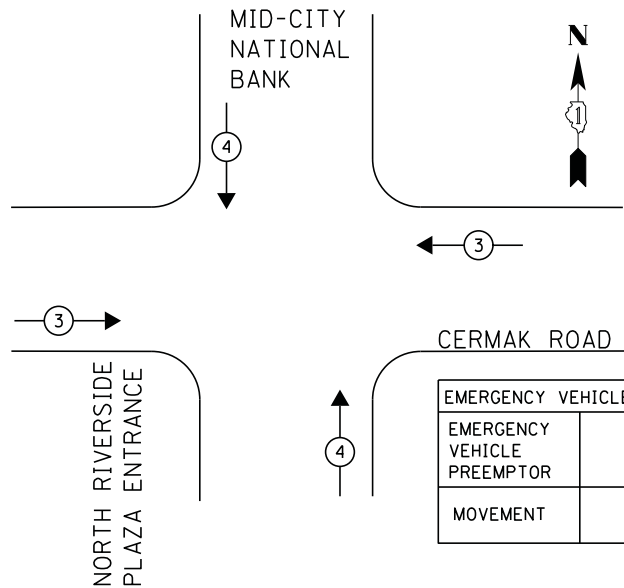 MID-CITY
NATIONAL
BANK
N
1
4
3
3
CERMAK ROAD
NORTH RIVERSIDE
PLAZA ENTRANCE
4
EMERGENCY VEHICLE
EMERGENCY
VEHICLE
PREEMPTOR
MOVEMENT